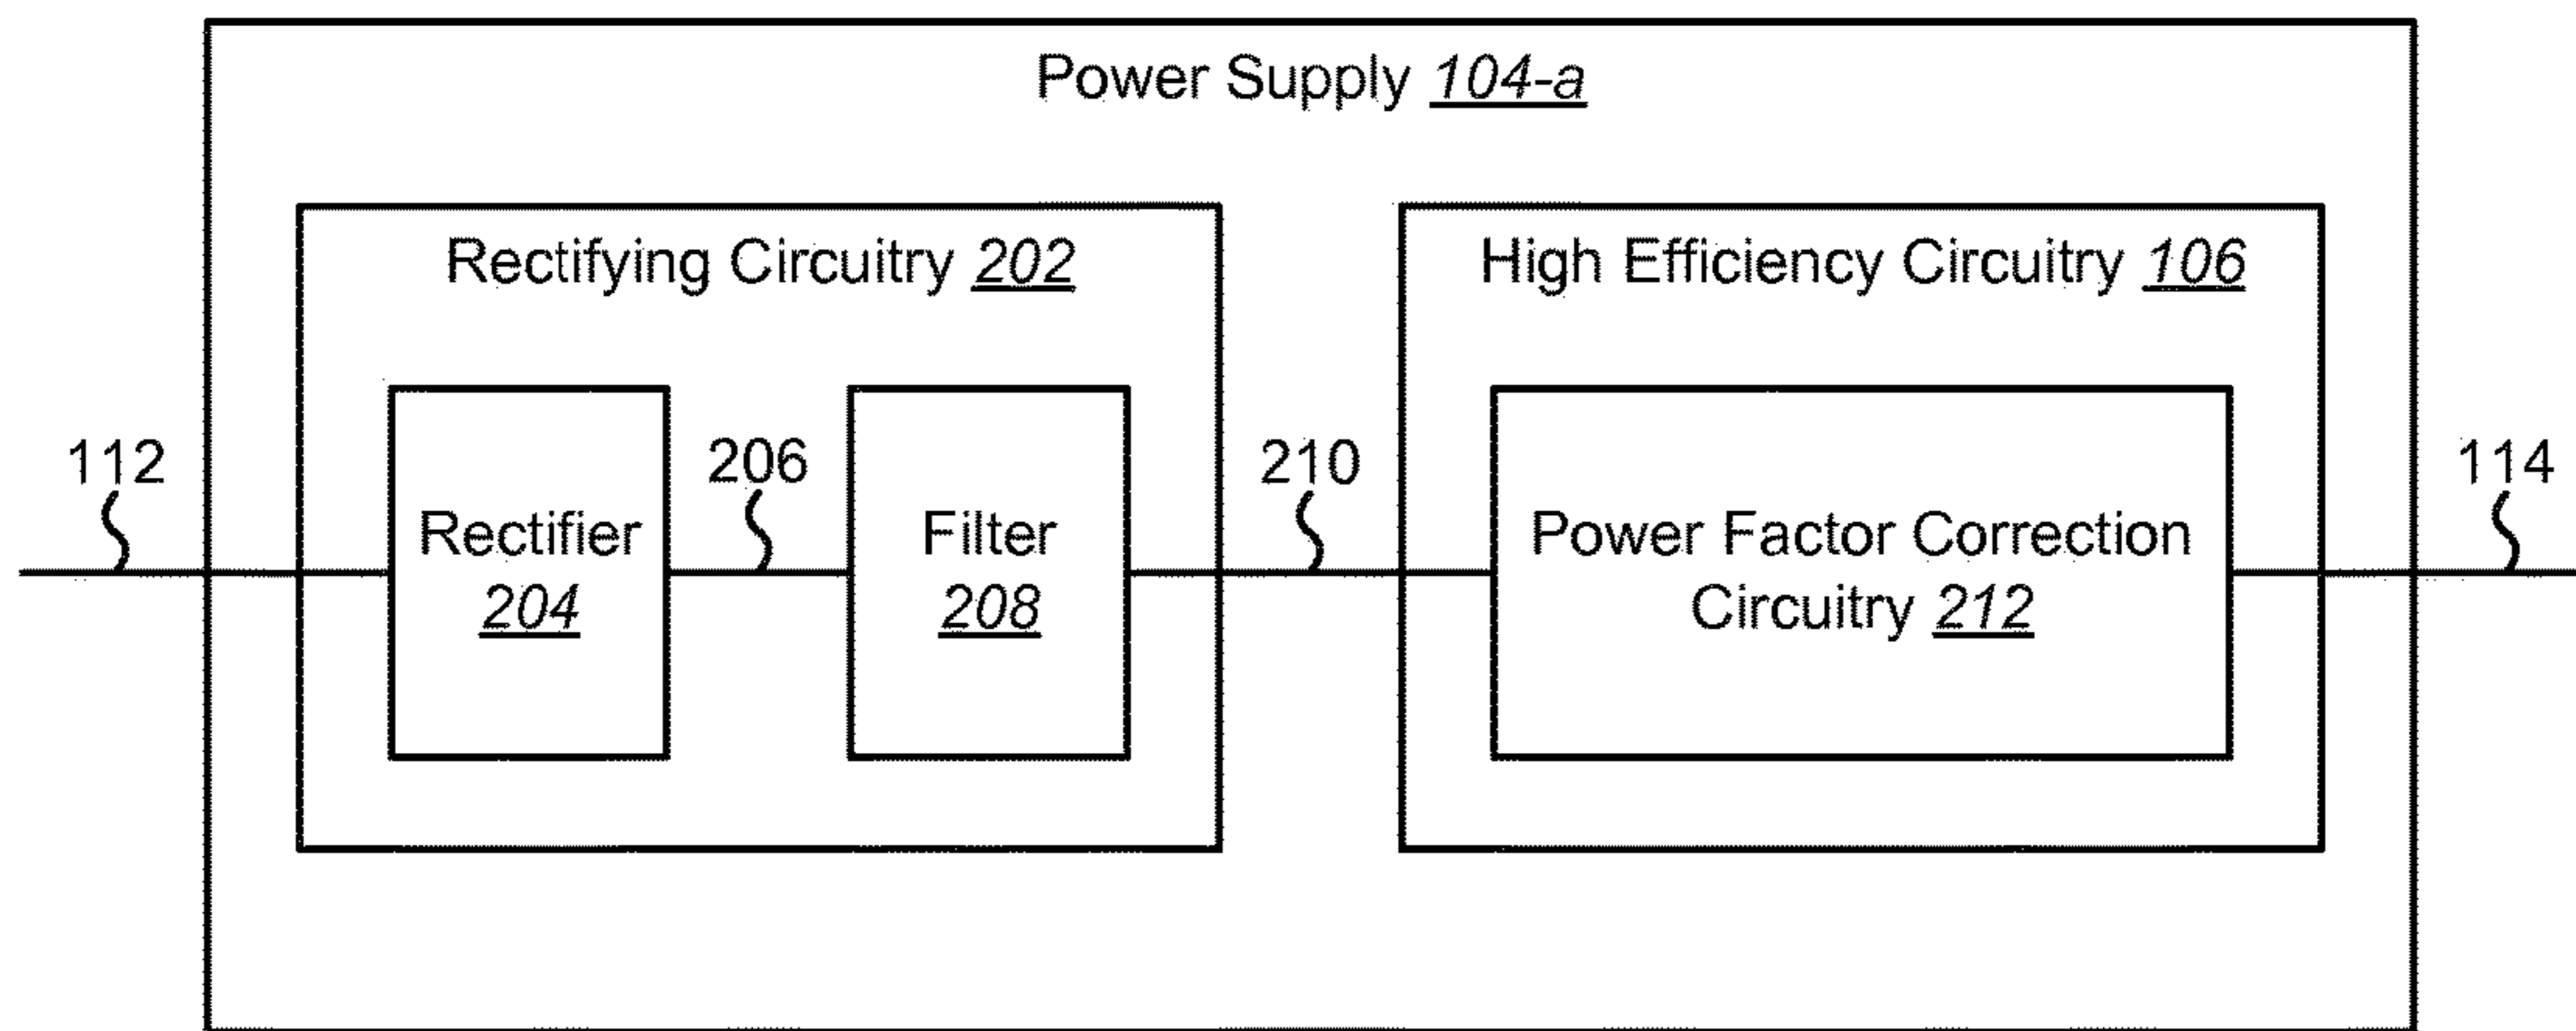 Power Supply 104-a
Rectifying Circuitry 202
High Efficiency Circuitry 106
112
Rectifier
204
206
Filter
208
210
Power Factor Correction
Circuitry 212
114